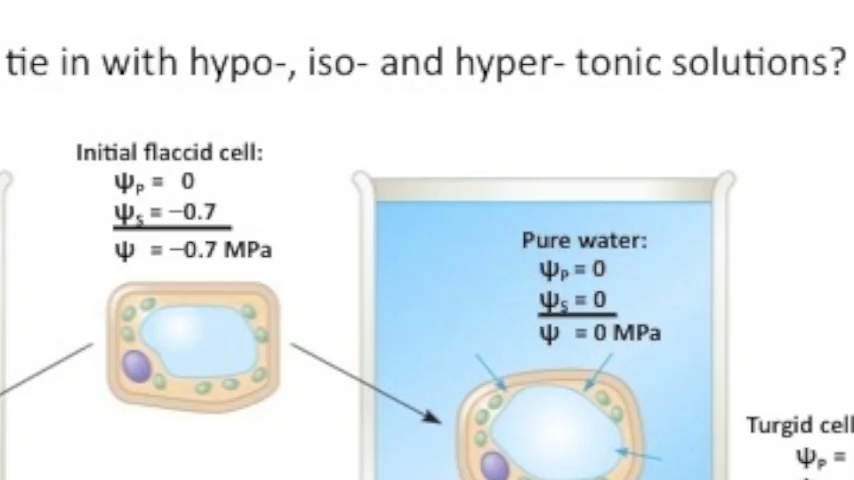 tie in with hypo-, iso- and hyper- tonic solutions?
Initial flaccid cell:
ΨP = 0
ΨS = −0.7
Ψ = −0.7 MPa
Pure water:
ΨP = 0
ΨS = 0
Ψ = 0 MPa
Turgid cell
ΨP =